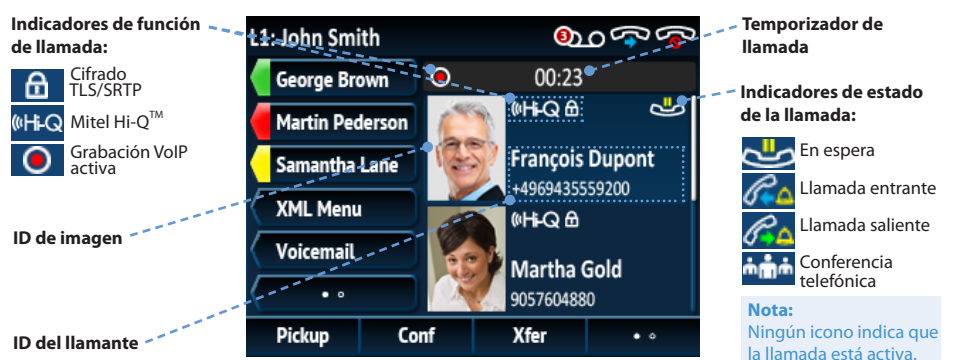 Indicadores de función
de llamada:
Cifrado
TLS/SRTP
Hi-Q
Mitel Hi-Q™
Grabación VoIP
activa
ID de imagen
ID del llamante
L1: John Smith
3
George Brown
00:23
Martin Pederson
Hi-Q
Samantha Lane
François Dupont
+4969435559200
XML Menu
Hi-Q
Voicemail
Martha Gold
9057604880
Pickup
Conf
Xfer
Temporizador de
llamada
Indicadores de estado
de la llamada:
En espera
Llamada entrante
Llamada saliente
Conferencia
telefónica
Nota:
Ningún icono indica que
la llamada está activa.